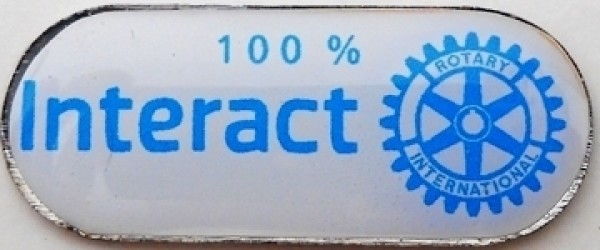 100 %
Interact
ROTARY
INTERNATIONAL